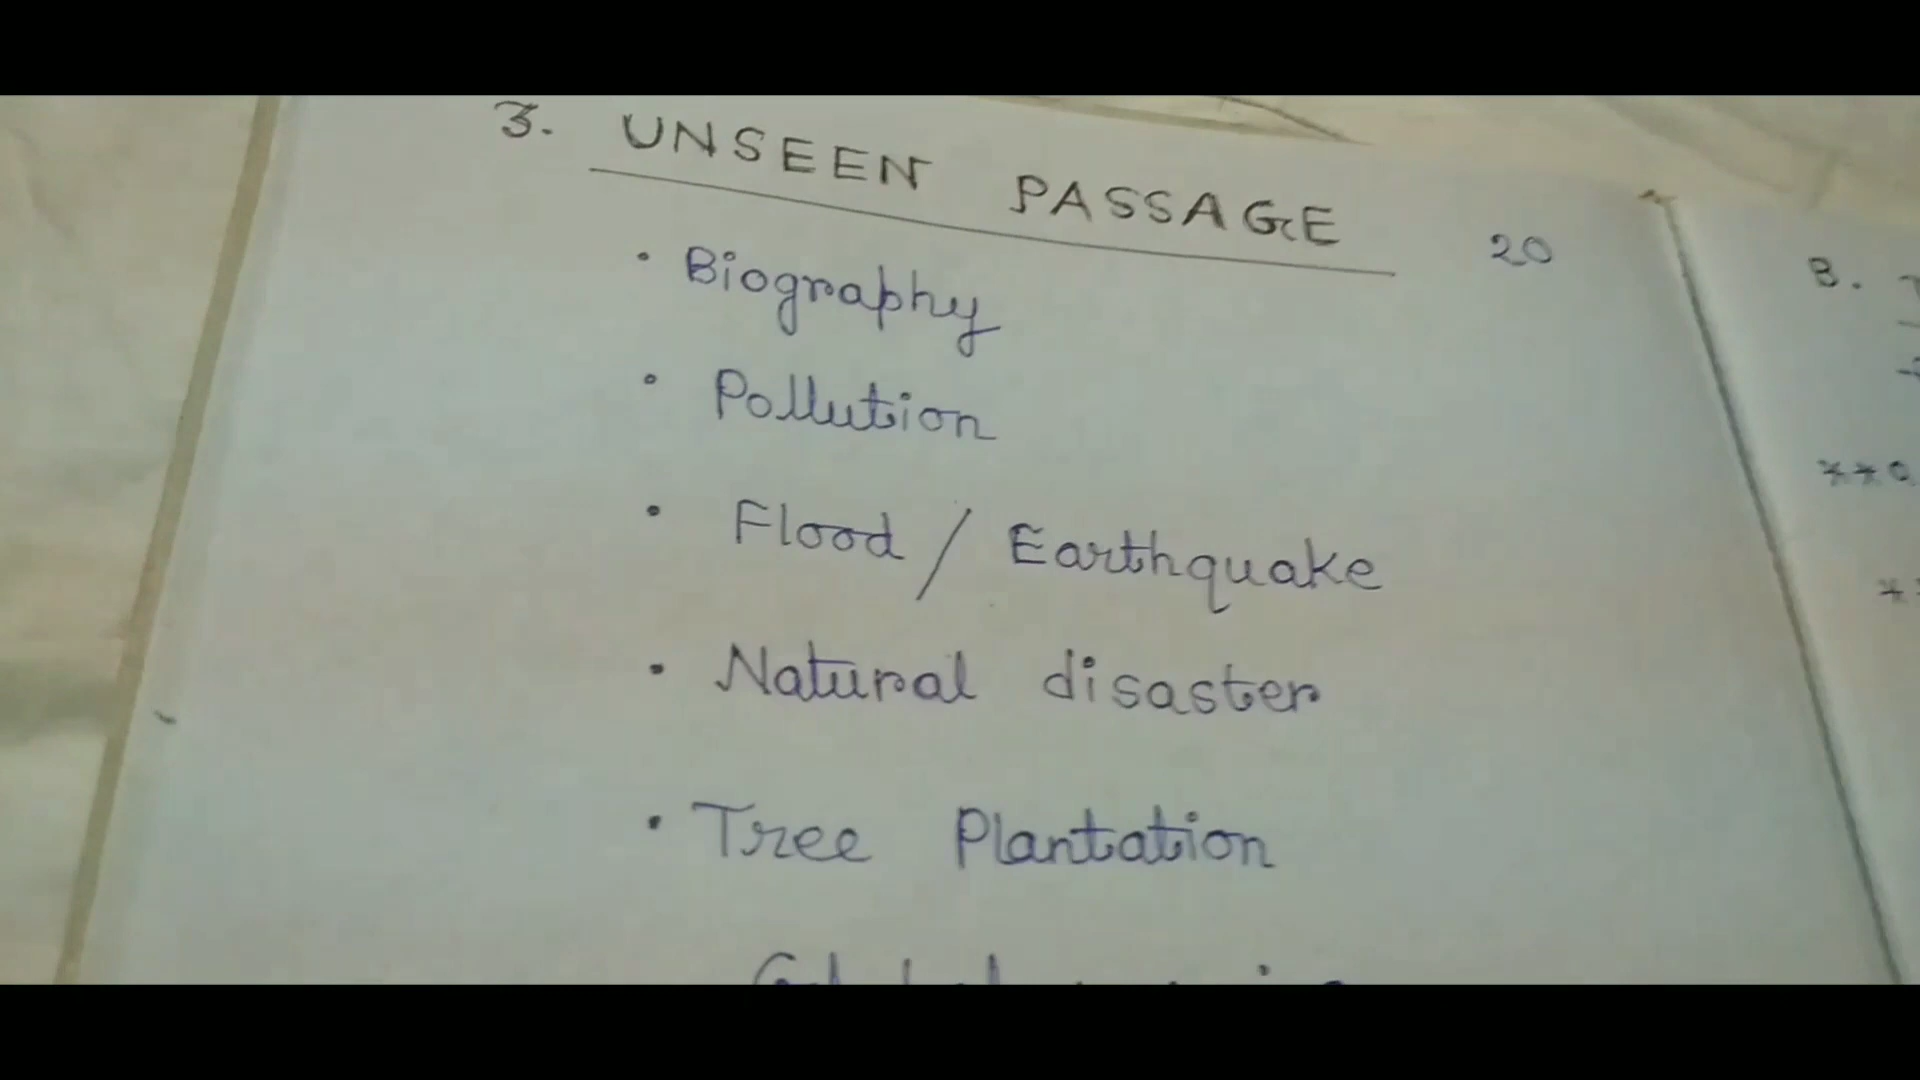 3. UNSEEN PASSAGE 20
• Biography
• Pollution
• Flood / Earthquake
• Natural disaster
• Tree Plantation
B.
**